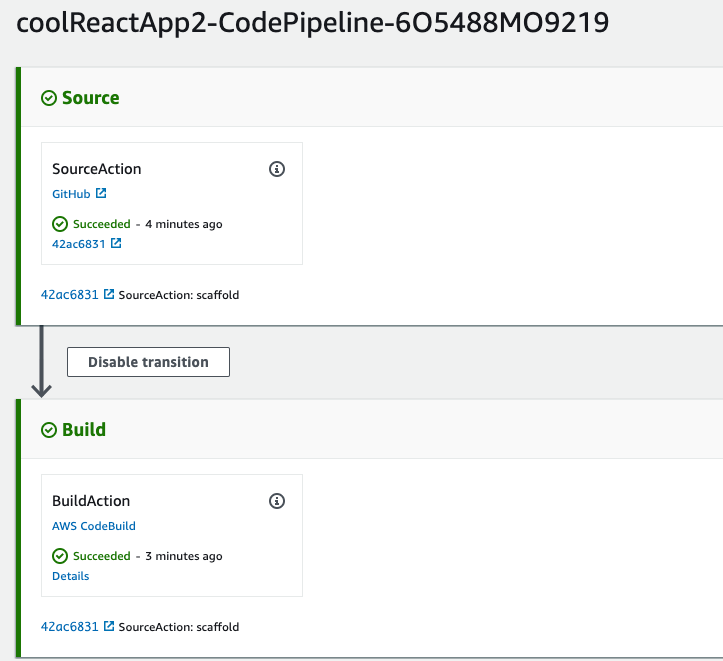 coolReactApp2-CodePipeline-6O5488MO9219
Source
SourceAction
GitHub
Succeeded - 4 minutes ago
42ac6831
42ac6831 SourceAction: scaffold
Disable transition
Build
BuildAction
AWS CodeBuild
Succeeded - 3 minutes ago
Details
42ac6831 SourceAction: scaffold